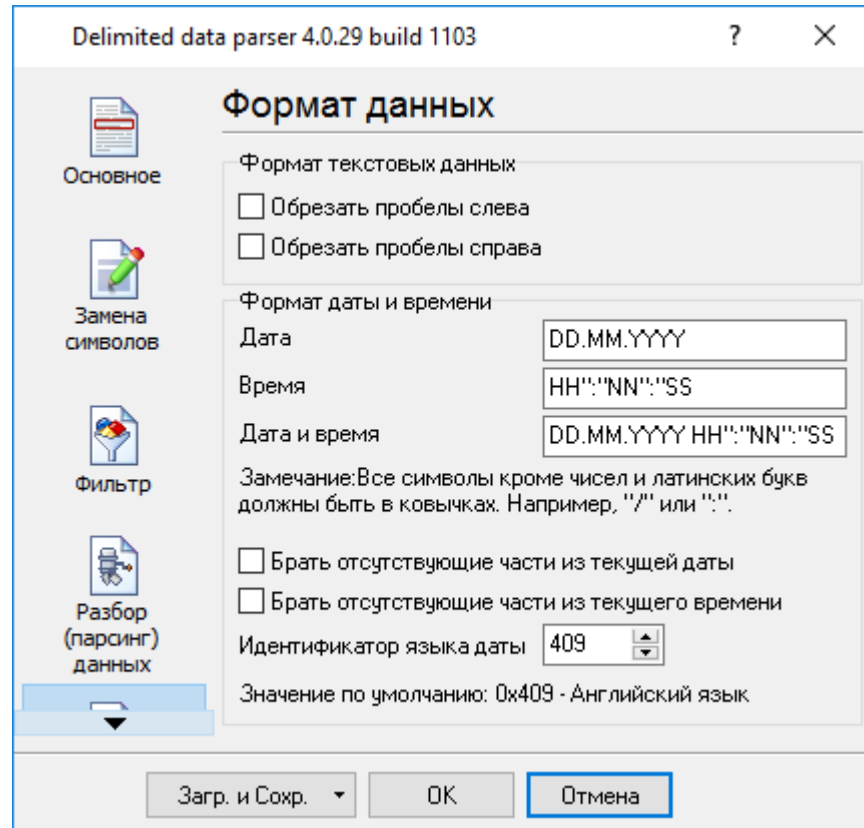 Delimited data parser 4.0.29 build 1103
?
Основное
Замена
символов
Фильтр
Разбор
(парсинг)
данных
Формат данных
Формат текстовых данных
Обрезать пробелы слева
Обрезать пробелы справа
Формат даты и времени
Дата DD.MM.YYYY
Время HH":"NN":"SS
Дата и время DD.MM.YYYY HH":"NN":"SS
Замечание:Все символы кроме чисел и латинских букв
должны быть в ковычках. Например, "/" или ":".
Брать отсутствующие части из текущей даты
Брать отсутствующие части из текущего времени
Идентификатор языка даты 409
Значение по умолчанию: 0x409 - Английский язык
Загр. и Сохр. OK Отмена